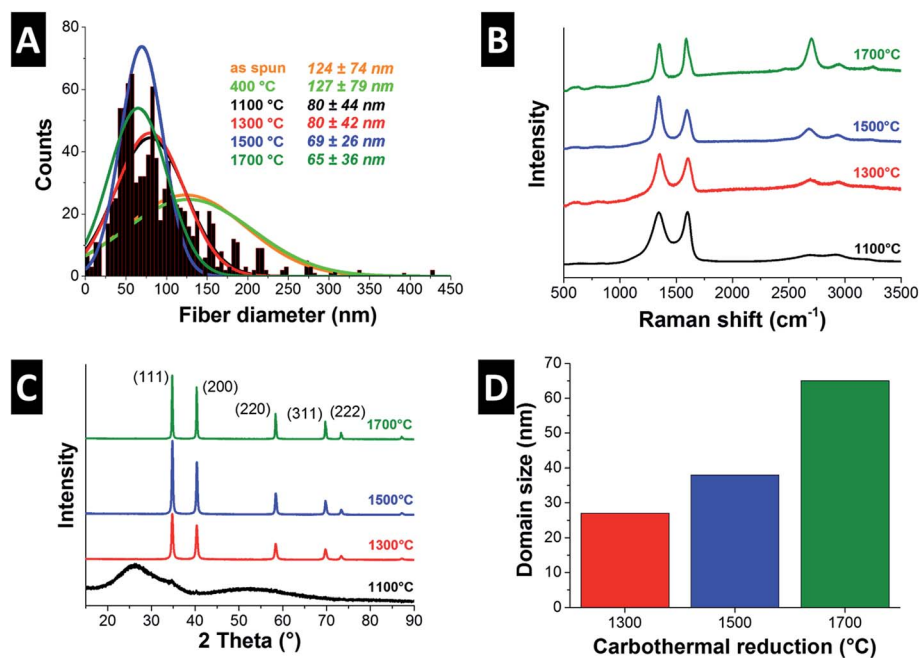 A
80
60
40
20
0
Counts
as spun 124 ± 74 nm
400 °C 127 ± 79 nm
1100 °C 80 ± 44 nm
1300 °C 80 ± 42 nm
1500 °C 69 ± 26 nm
1700 °C 65 ± 36 nm
0 50 100 150 200 250 300 350 400 450
Fiber diameter (nm)
B
Intensity
1700°C
1500°C
1300°C
1100°C
500 1000 1500 2000 2500 3000 3500
Raman shift (cm⁻¹)
C
Intensity
(111)
(200)
(220)
(311)
(222)
1700°C
1500°C
1300°C
1100°C
20 30 40 50 60 70 80 90
2 Theta (°)
D
Domain size (nm)
70
60
50
40
30
20
10
0
1300 1500 1700
Carbothermal reduction (°C)